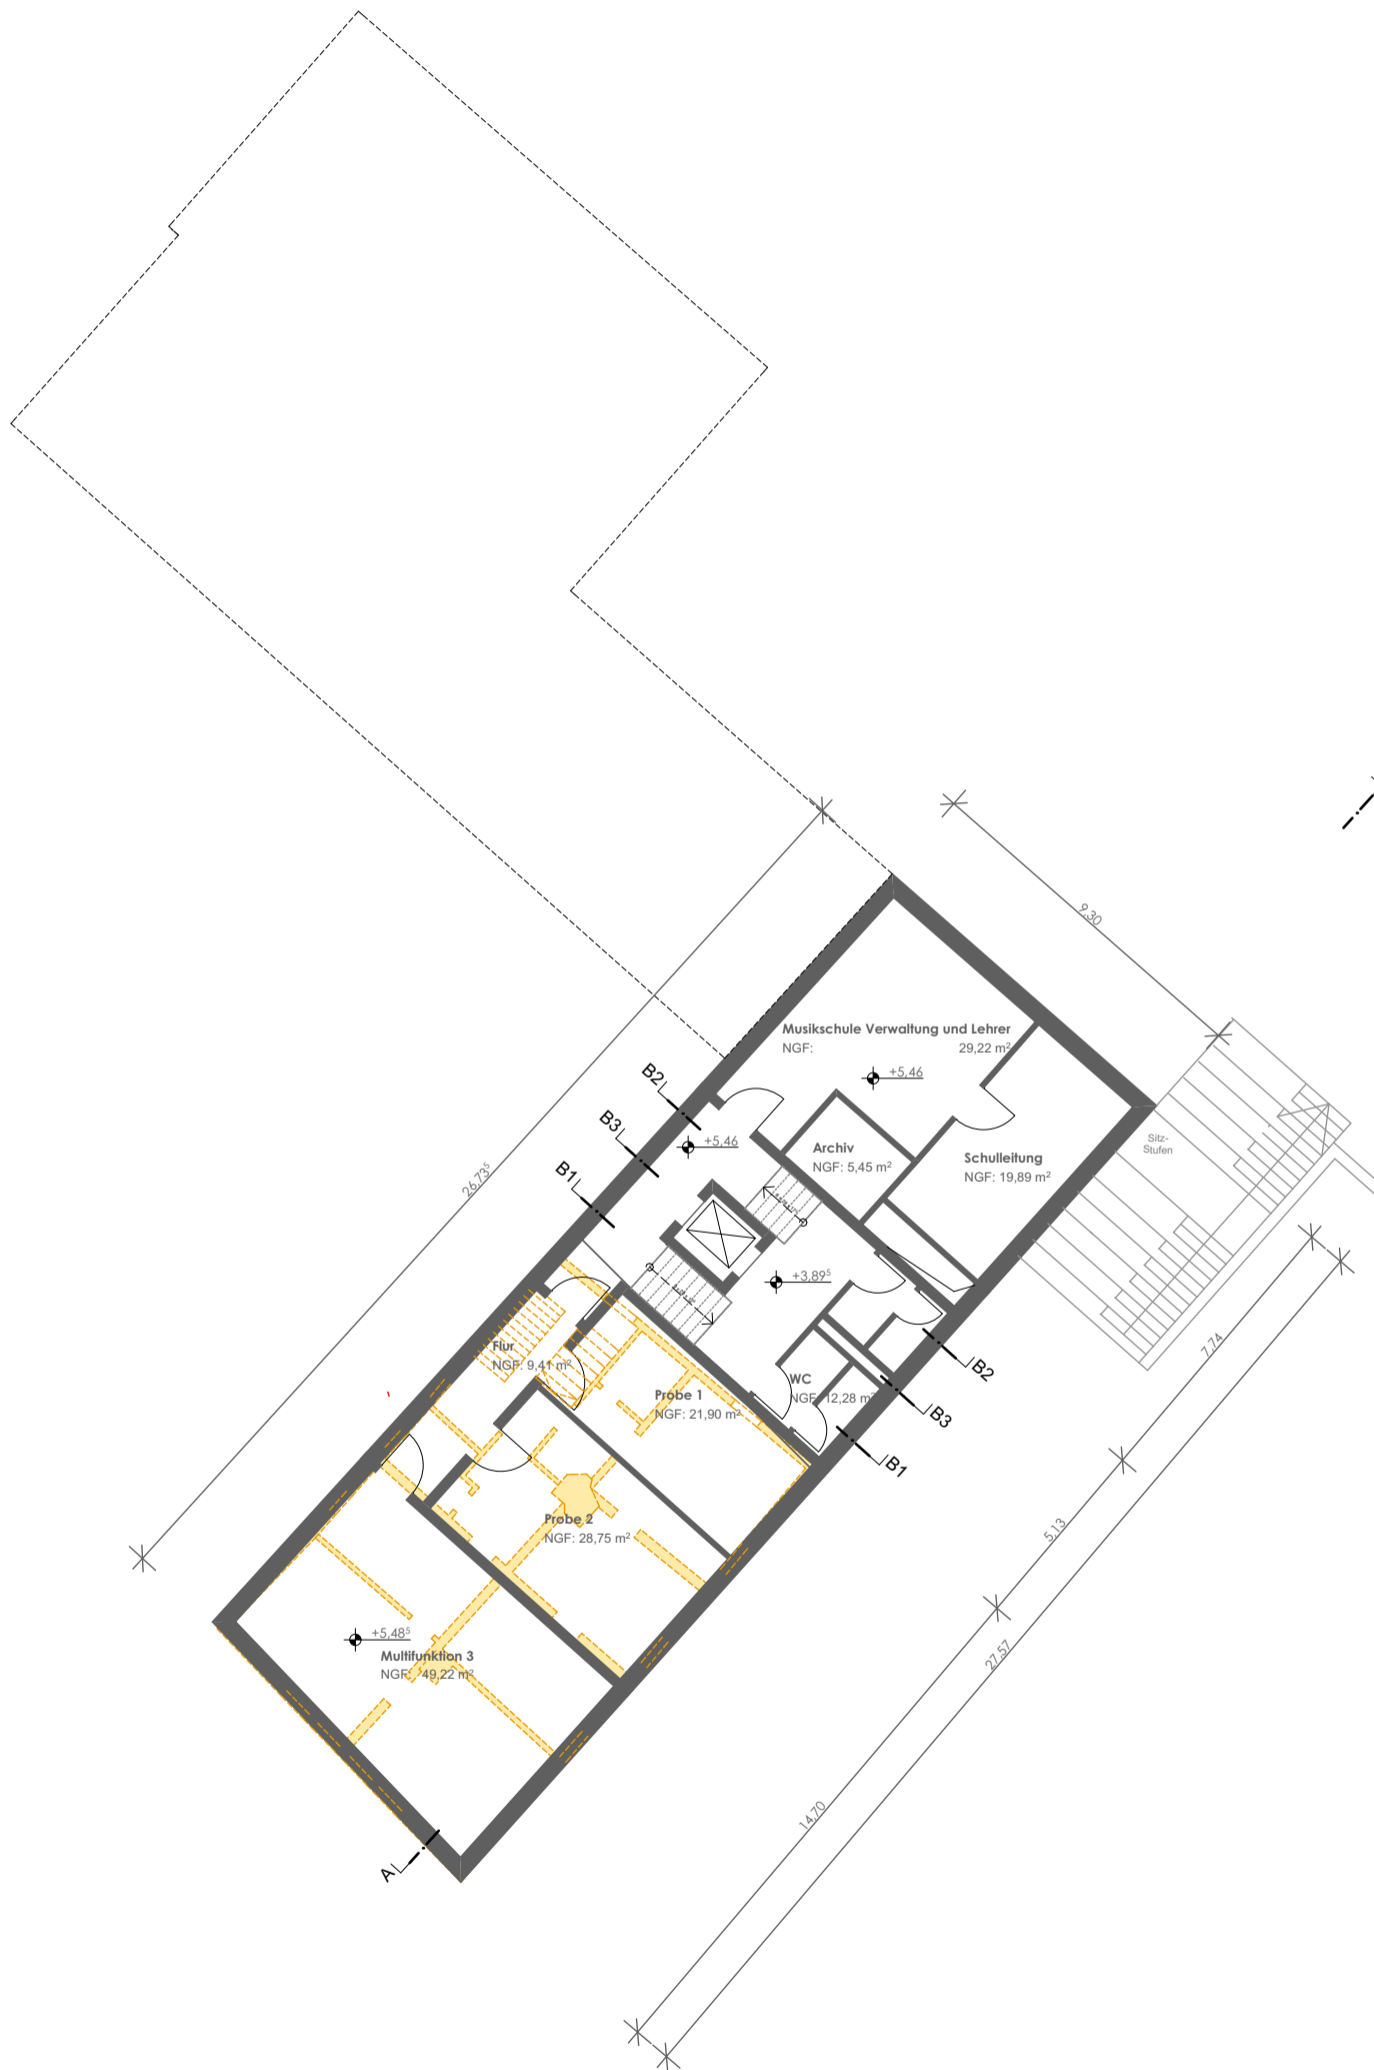 9,30
Musikschule Verwaltung und Lehrer
NGF: 29,22 m²
+5,46
B2
B3
B1
+5,46
26,73⁵
Archiv
NGF: 5,45 m²
Schulleitung
NGF: 19,89 m²
Sitz-
Stufen
+3,89⁵
7,74
Flur
NGF: 9,41 m²
Probe 1
NGF: 21,90 m²
WC
NGF: 12,28 m²
B2
B3
B1
Probe 2
NGF: 28,75 m²
5,13
+5,48⁵
Multifunktion 3
NGF: 49,22 m²
27,57
14,70
A